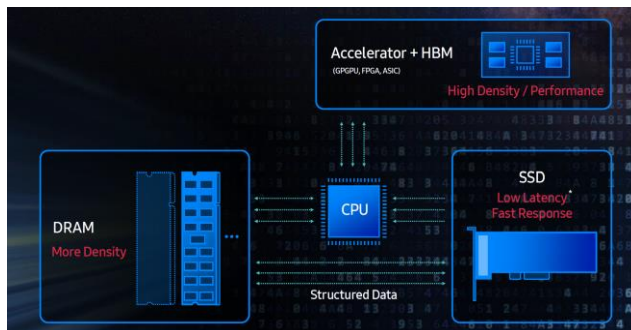 Accelerator + HBM
(GPGPU, FPGA, ASIC)
High Density / Performance
DRAM
More Density
CPU
SSD
Low Latency*
Fast Response
Structured Data